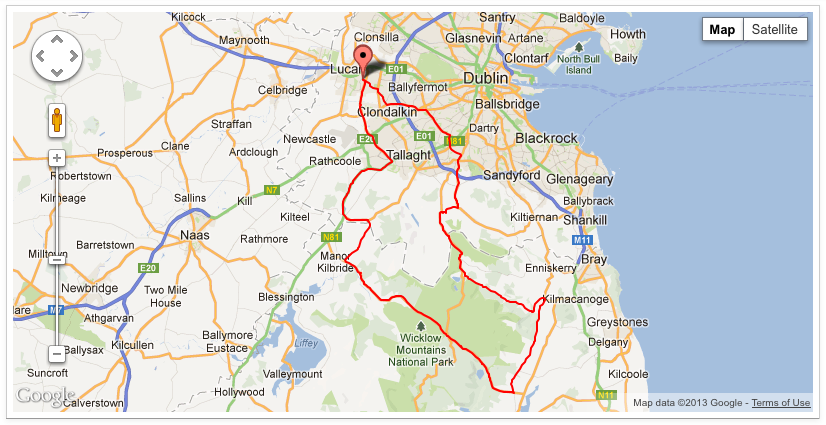 Kilcock
Clonsilla
Santry
Baldoyle
Maynooth
Glasnevin
Artane
Howth
Map
Satellite
Lucan
E01
Clontarf
Baily
North Bull
Island
Celbridge
Ballyfermot
Dublin
Clondalkin
Ballsbridge
Straffan
Dartry
Newcastle
E20
E01
N81
Blackrock
Prosperous
Clane
Ardclough
Rathcoole
Tallaght
Robertstown
Sandyford
Glenageary
Kilmeage
Sallins
Kill
N7
Ballybrack
Kilteel
Kiltiernan
Shankill
Naas
Rathmore
N81
M11
Milltown
Barretstown
Manor
Kilbride
Enniskerry
Bray
E20
Newbridge
Two Mile
House
Blessington
Kilmacanoge
M7
Athgarvan
Greystones
Ballymore
Eustace
Liffey
Wicklow
Mountains
National Park
Delgany
Ballysax
Kilcullen
Suncroft
Valleymount
Kilcoole
Hollywood
N11
Google
Calverstown
Map data ©2013 Google - Terms of Use